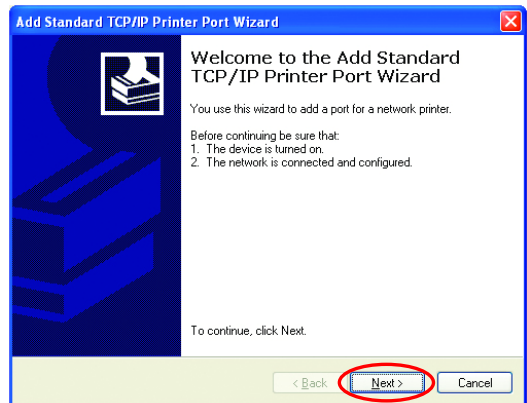 Add Standard TCP/IP Printer Port Wizard
Welcome to the Add Standard
TCP/IP Printer Port Wizard
You use this wizard to add a port for a network printer.
Before continuing be sure that:
1. The device is turned on.
2. The network is connected and configured.
To continue, click Next.
< Back
Next >
Cancel